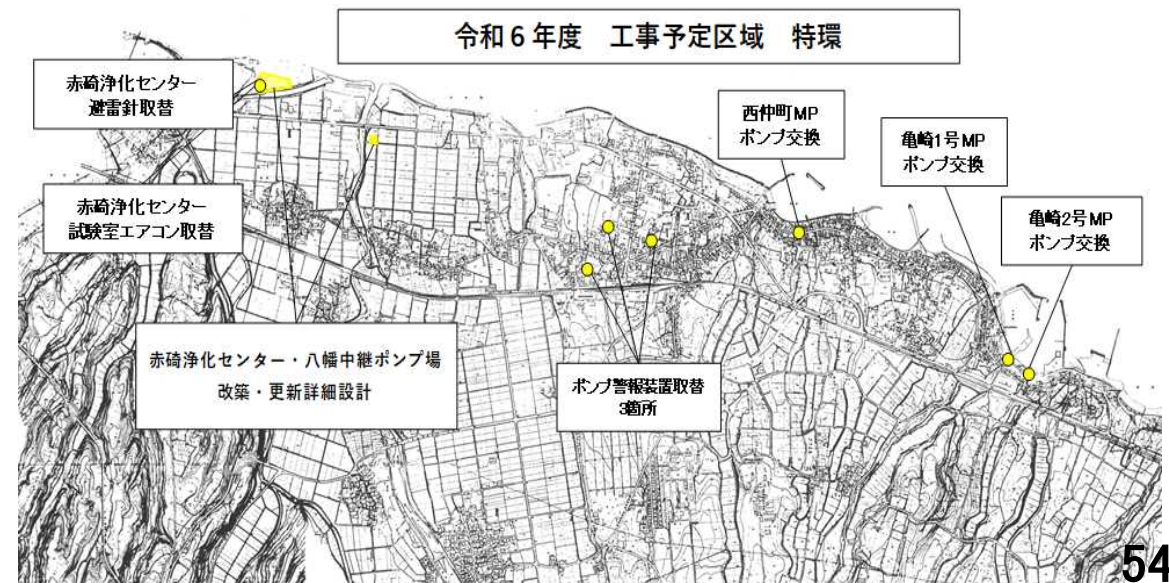 令和６年度　工事予定区域　特環
赤碕浄化センター
避雷針取替
西仲町MP
ポンプ交換
亀崎1号MP
ポンプ交換
赤碕浄化センター
試験室エアコン取替
亀崎2号MP
ポンプ交換
赤碕浄化センター・八幡中継ポンプ場
改築・更新詳細設計
ポンプ警報装置取替
3箇所
54